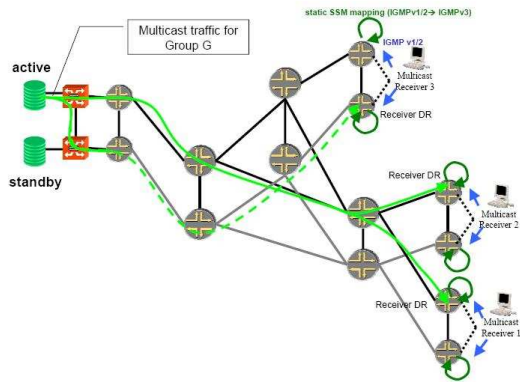 static SSM mapping (IGMPv1/2→ IGMPv3)
Multicast traffic for
Group G
IGMP v1/2
Multicast
Receiver 3
active
Receiver DR
standby
Receiver DR
Multicast
Receiver 2
Receiver DR
Multicast
Receiver 1